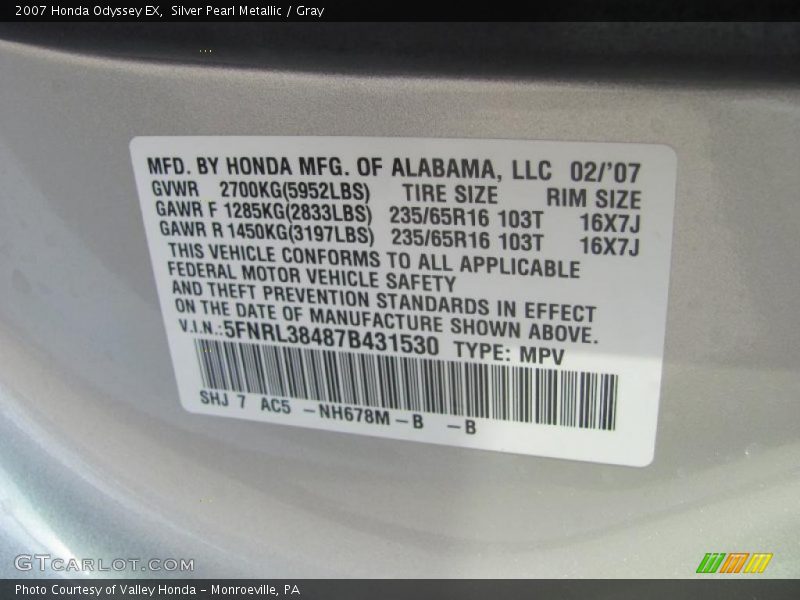 2007 Honda Odyssey EX, Silver Pearl Metallic / Gray
MFD. BY HONDA MFG. OF ALABAMA, LLC 02/'07
GVWR 2700KG(5952LBS) TIRE SIZE RIM SIZE
GAWR F 1285KG(2833LBS) 235/65R16 103T 16X7J
GAWR R 1450KG(3197LBS) 235/65R16 103T 16X7J
THIS VEHICLE CONFORMS TO ALL APPLICABLE
FEDERAL MOTOR VEHICLE SAFETY
AND THEFT PREVENTION STANDARDS IN EFFECT
ON THE DATE OF MANUFACTURE SHOWN ABOVE.
V.I.N.:5FNRL38487B431530 TYPE: MPV
SHJ 7 AC5 -NH678M-B -B
GTCARLOT.COM
Photo Courtesy of Valley Honda - Monroeville, PA